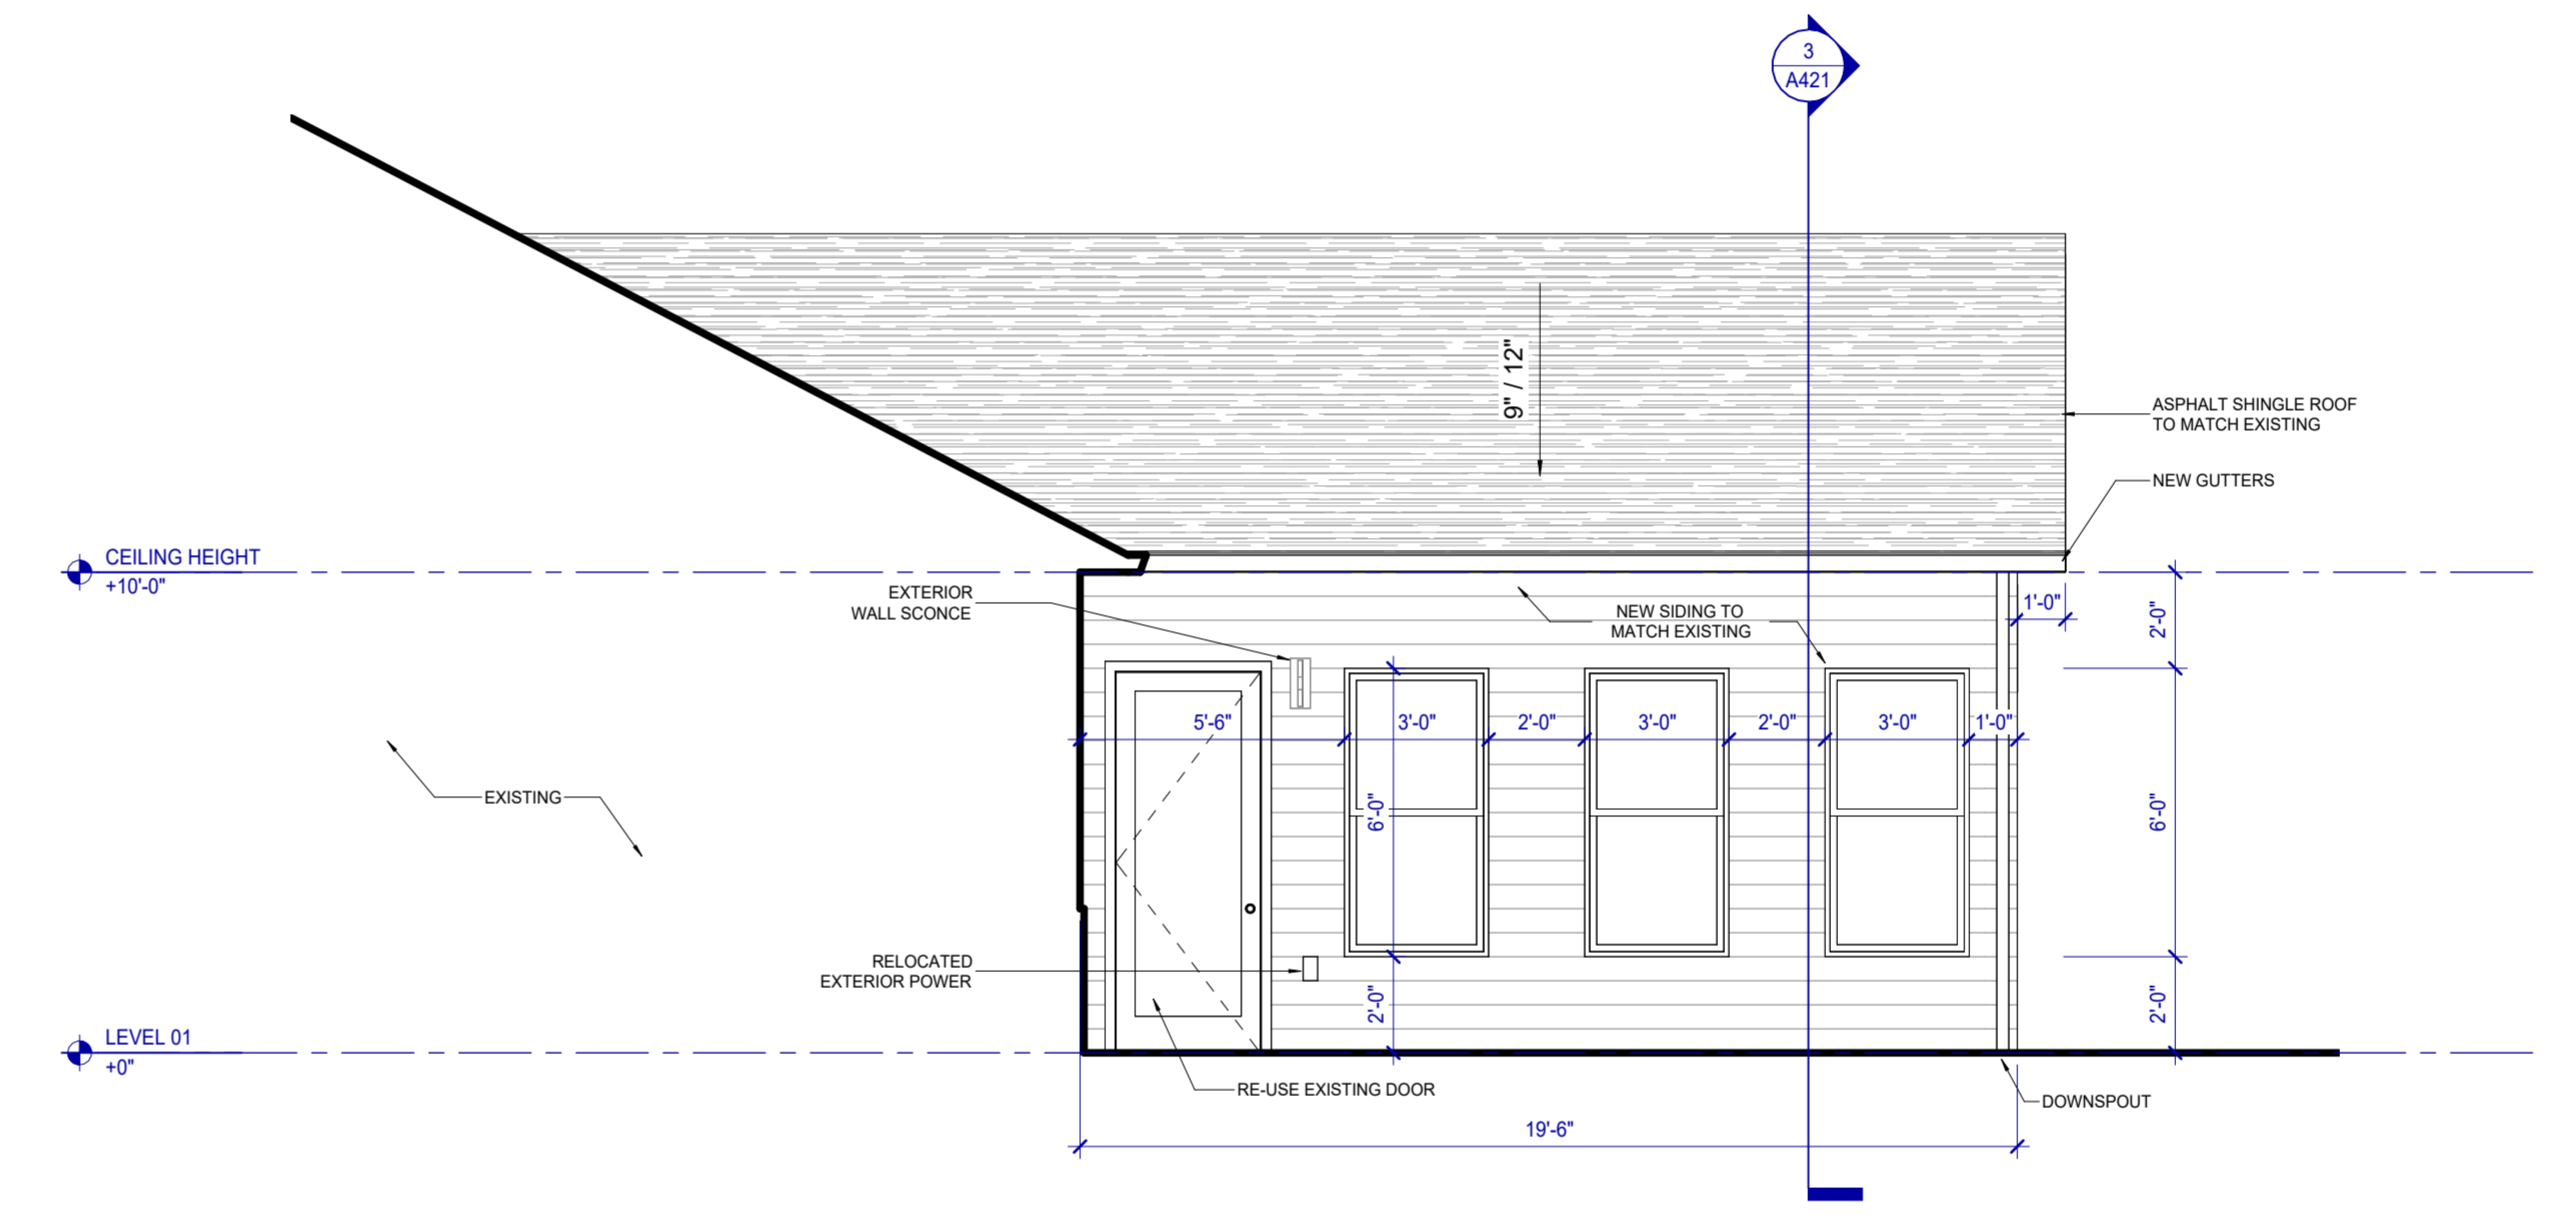 3
A421
9" / 12"
ASPHALT SHINGLE ROOF
TO MATCH EXISTING
NEW GUTTERS
CEILING HEIGHT
+10'-0"
EXTERIOR
WALL SCONCE
NEW SIDING TO
MATCH EXISTING
1'-0"
2'-0"
5'-6"
3'-0"
2'-0"
3'-0"
2'-0"
3'-0"
1'-0"
EXISTING
6'-0"
6'-0"
RELOCATED
EXTERIOR POWER
2'-0"
2'-0"
LEVEL 01
+0"
RE-USE EXISTING DOOR
DOWNSPOUT
19'-6"